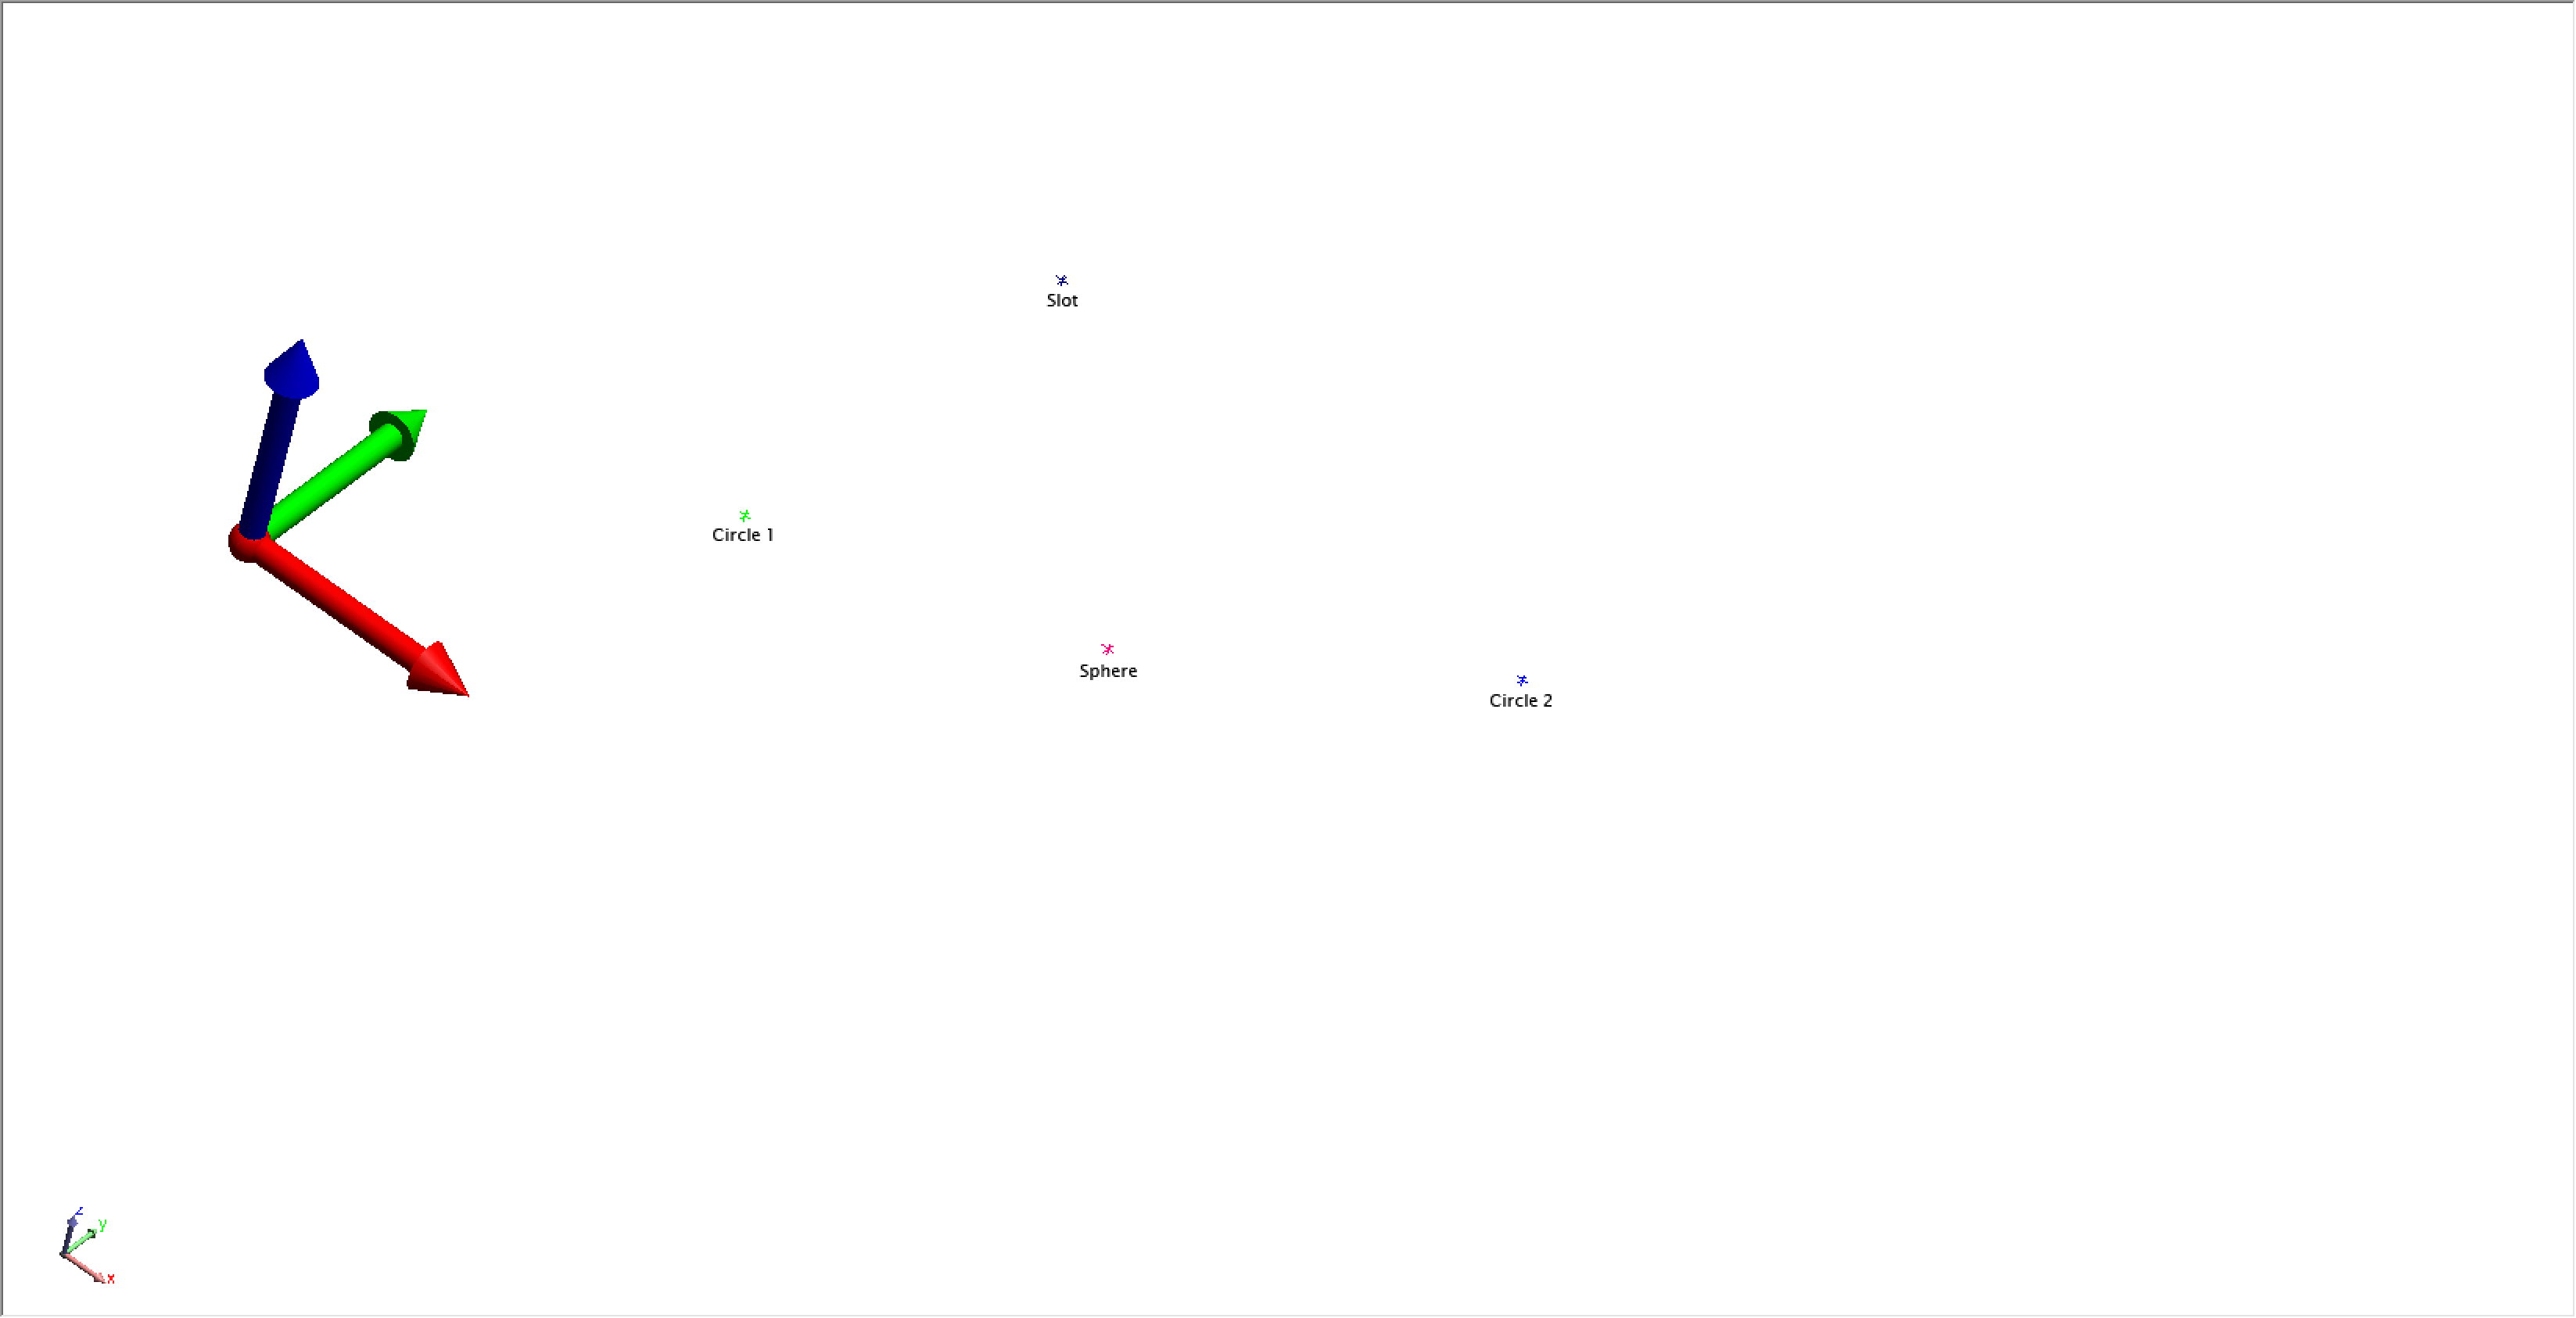 Slot
Circle 1
Sphere
Circle 2
z
y
x